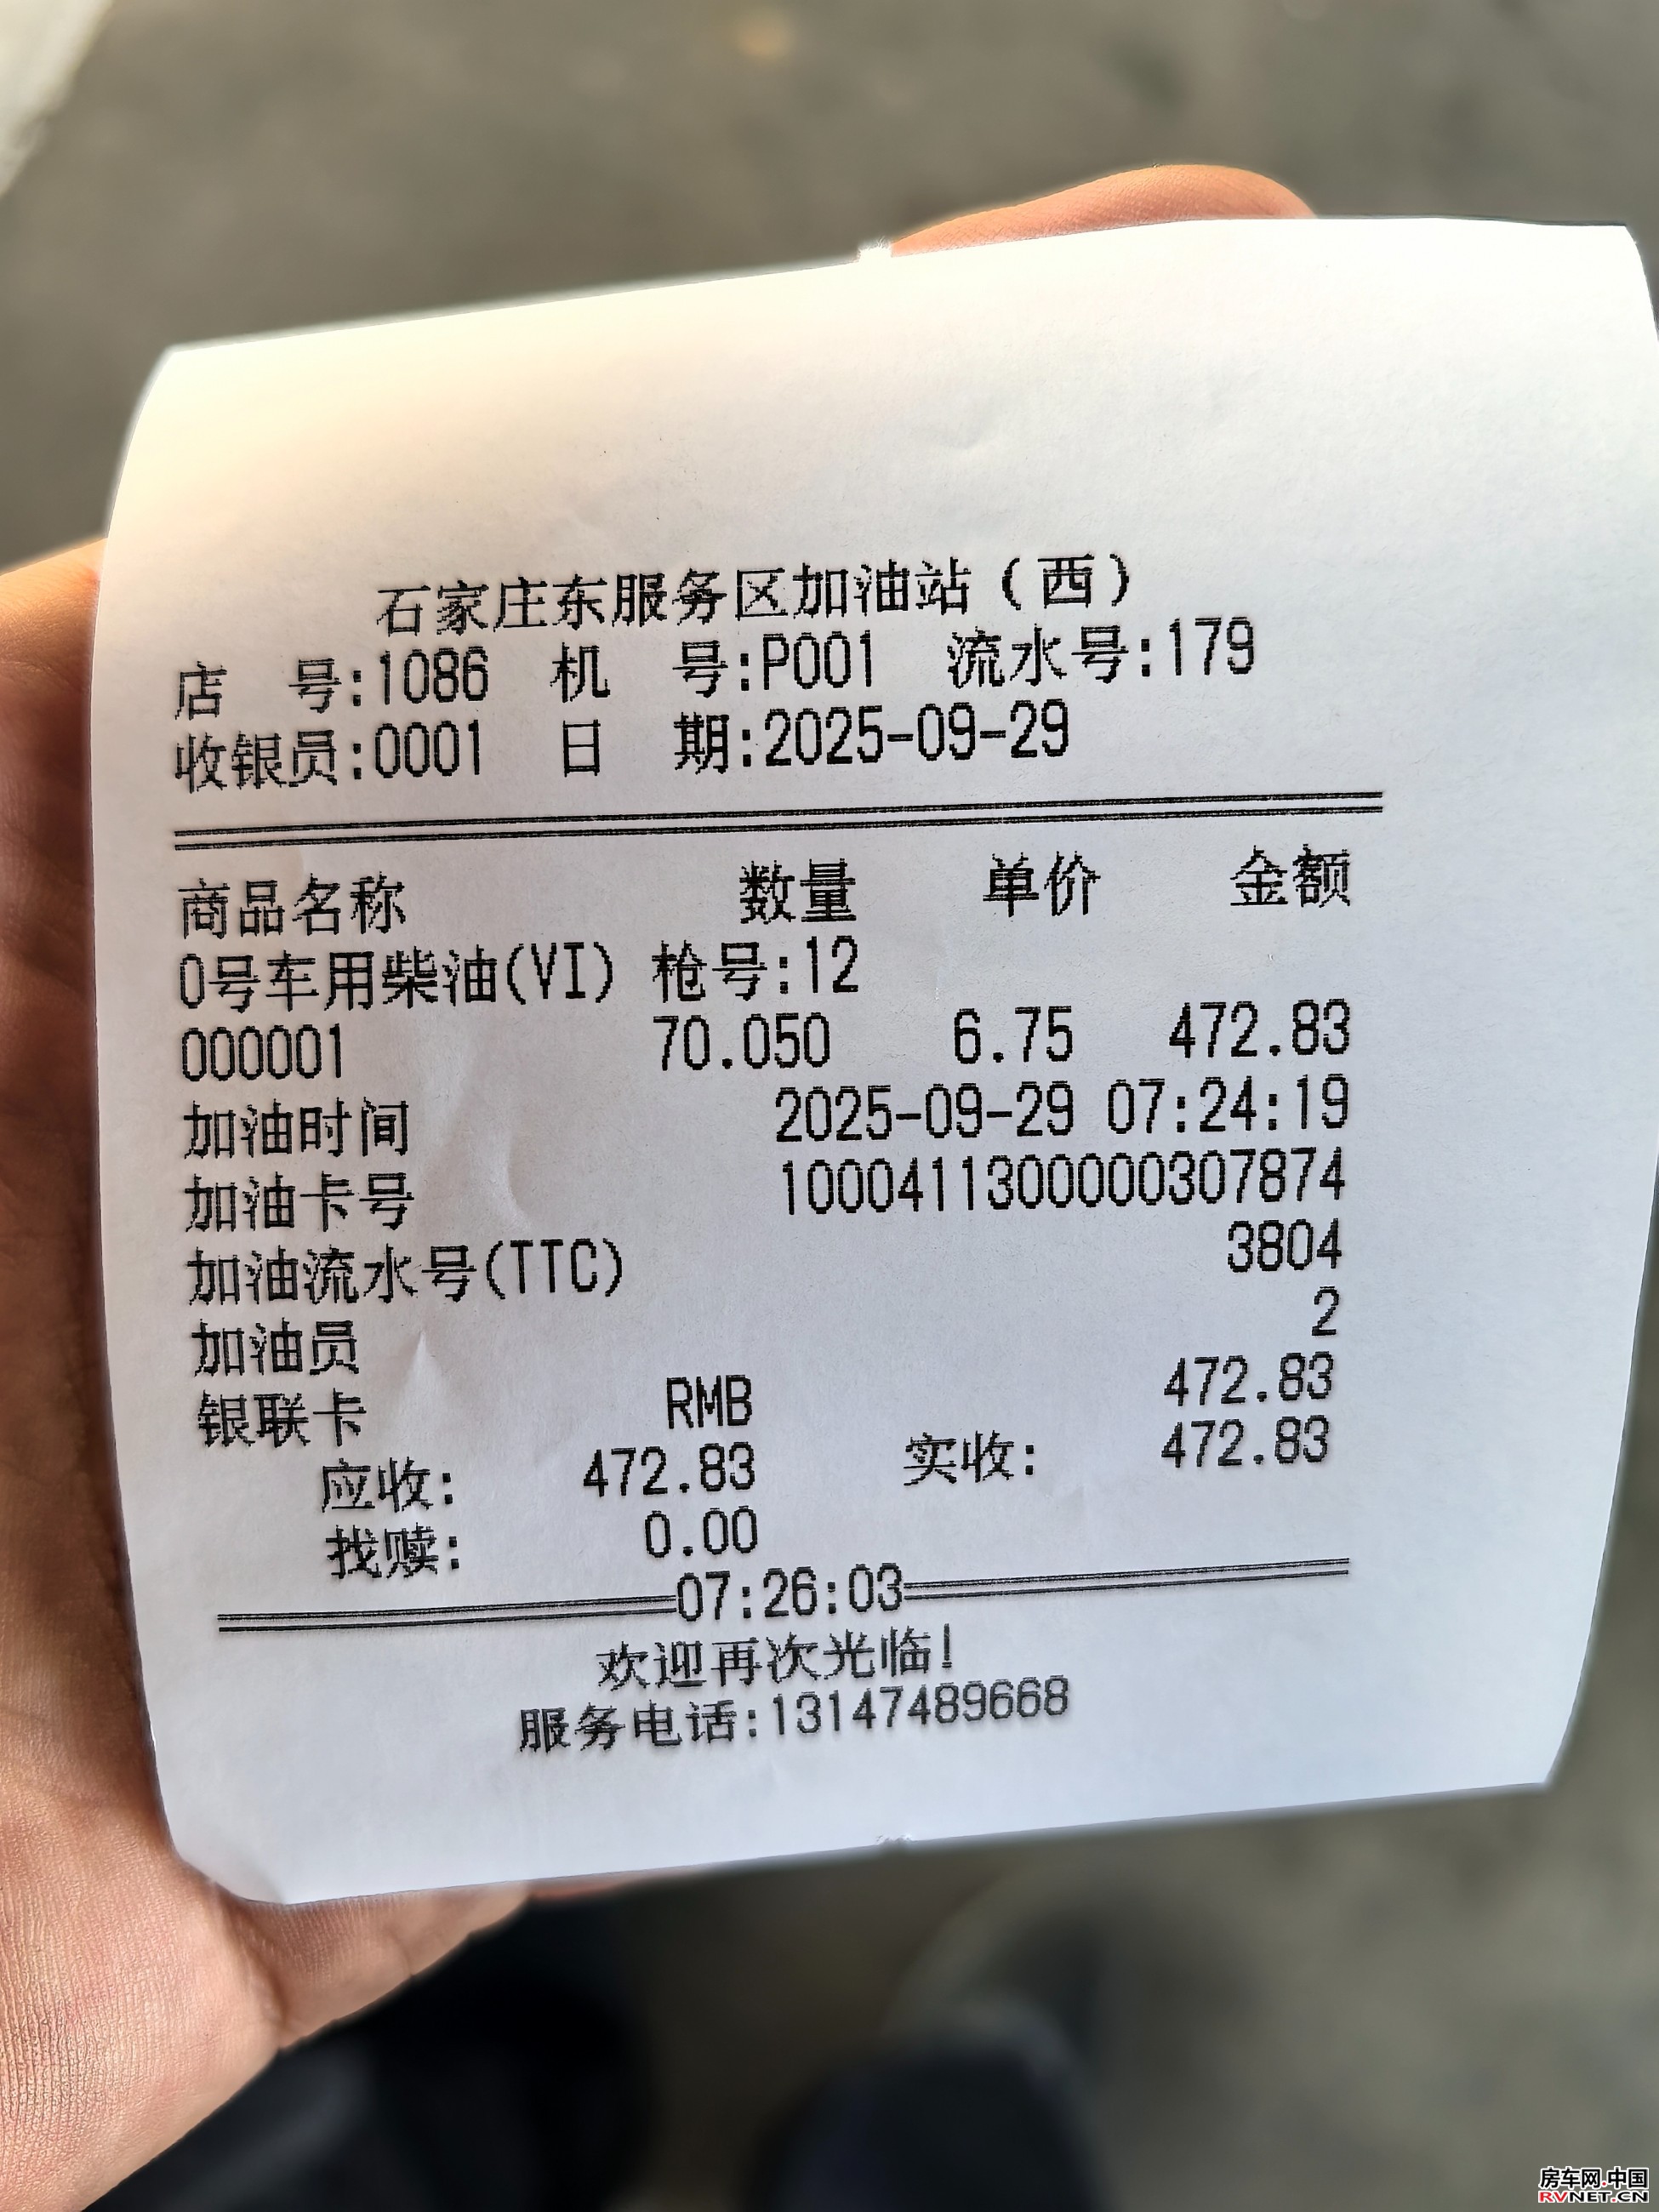 石家庄东服务区加油站（西）
店 号:1086 机 号:P001 流水号:179
收银员:0001 日 期:2025-09-29
商品名称 数量 单价 金额
0号车用柴油(VI) 枪号:12
000001 70.050 6.75 472.83
加油时间 2025-09-29 07:24:19
加油卡号 1000411300000307874
加油流水号(TTC) 3804
加油员 2
银联卡 RMB 472.83
应收: 472.83 实收: 472.83
找赎: 0.00
07:26:03
欢迎再次光临!
服务电话:13147489668
房车网.中国
RVNET.CN